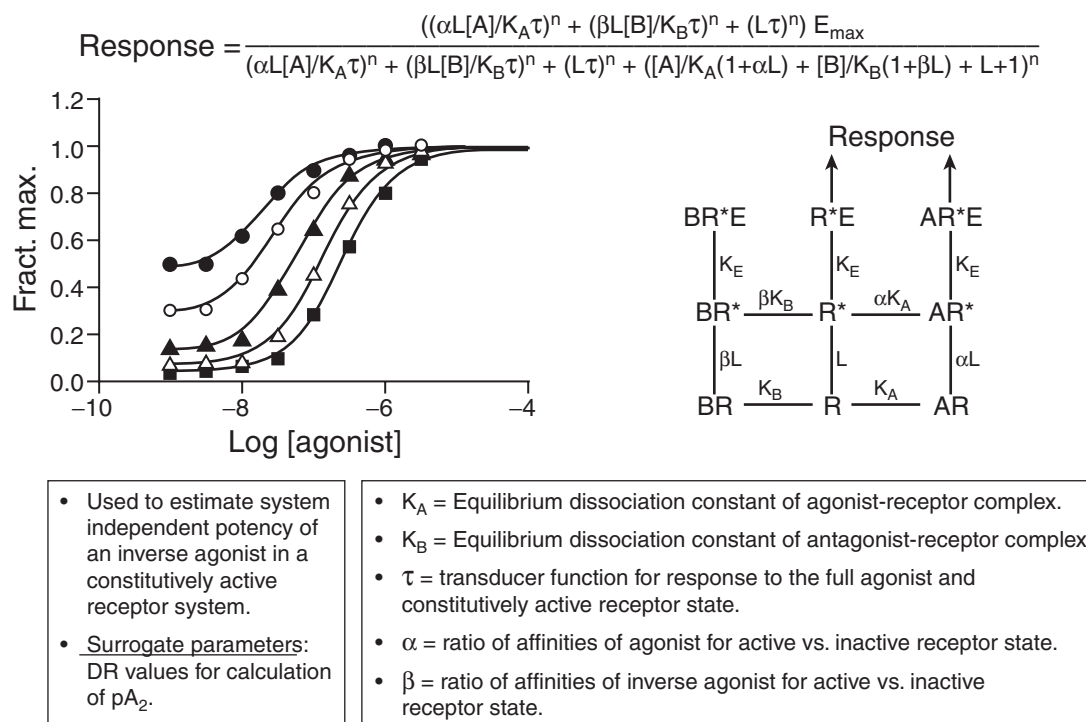 ((αL[A]/K_Aτ)^n + (βL[B]/K_Bτ)^n + (Lτ)^n) E_max
Response =
(αL[A]/K_Aτ)^n + (βL[B]/K_Bτ)^n + (Lτ)^n + ([A]/K_A(1+αL) + [B]/K_B(1+βL) + L+1)^n
1.2
1.0
0.8
0.6
0.4
0.2
0.0
Fract. max.
−10
−8
−6
−4
Log [agonist]
Response
BR*E
R*E
AR*E
K_E
K_E
K_E
BR*
βK_B
R*
αK_A
AR*
βL
L
αL
BR
K_B
R
K_A
AR
• Used to estimate system
independent potency of
an inverse agonist in a
constitutively active
receptor system.
• Surrogate parameters:
DR values for calculation
of pA₂.
• K_A = Equilibrium dissociation constant of agonist-receptor complex.
• K_B = Equilibrium dissociation constant of antagonist-receptor complex
• τ = transducer function for response to the full agonist and
constitutively active receptor state.
• α = ratio of affinities of agonist for active vs. inactive receptor state.
• β = ratio of affinities of inverse agonist for active vs. inactive
receptor state.